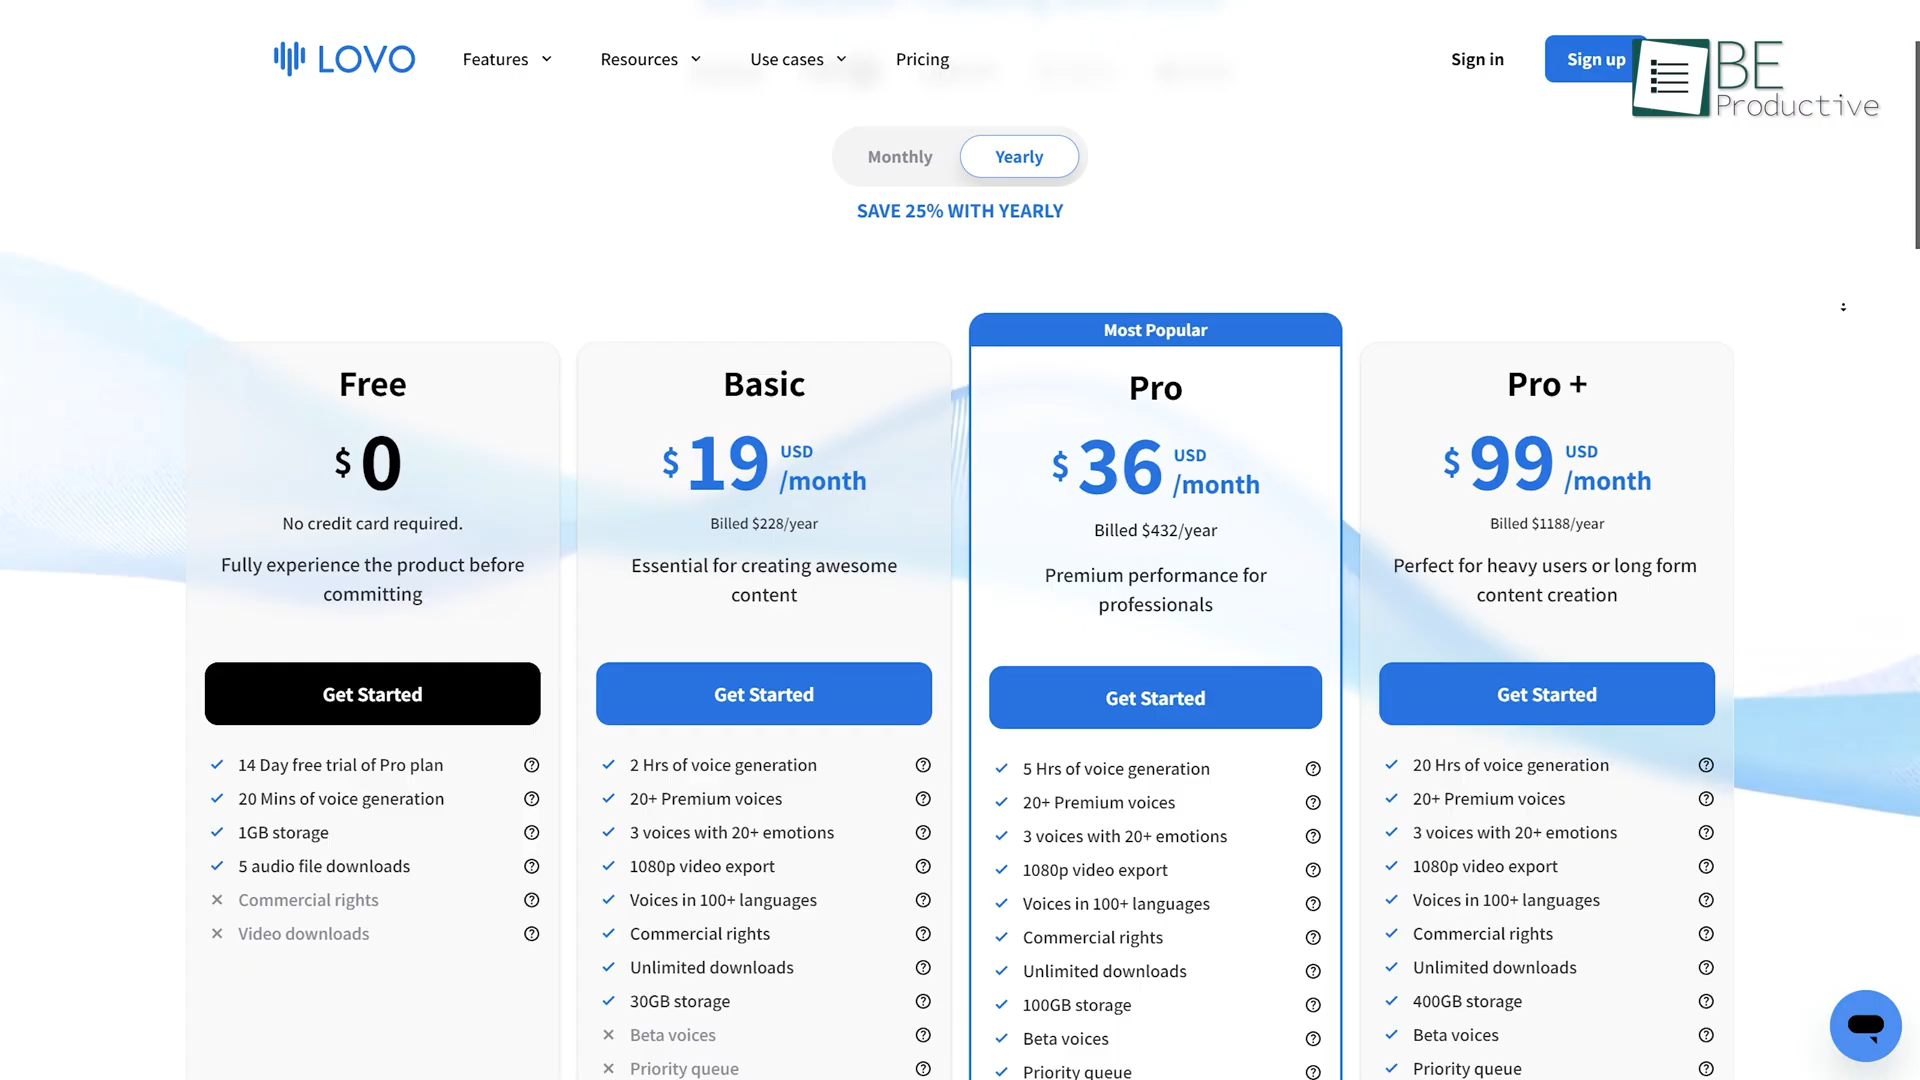 LOVO
Features
Resources
Use cases
Pricing
Sign in
Sign up
BE
Productive
Monthly
Yearly
SAVE 25% WITH YEARLY
Free
$ 0
No credit card required.
Fully experience the product before
committing
Get Started
14 Day free trial of Pro plan
20 Mins of voice generation
1GB storage
5 audio file downloads
Commercial rights
Video downloads
Basic
$ 19 USD
/month
Billed $228/year
Essential for creating awesome
content
Get Started
2 Hrs of voice generation
20+ Premium voices
3 voices with 20+ emotions
1080p video export
Voices in 100+ languages
Commercial rights
Unlimited downloads
30GB storage
Beta voices
Priority queue
Most Popular
Pro
$ 36 USD
/month
Billed $432/year
Premium performance for
professionals
Get Started
5 Hrs of voice generation
20+ Premium voices
3 voices with 20+ emotions
1080p video export
Voices in 100+ languages
Commercial rights
Unlimited downloads
100GB storage
Beta voices
Priority queue
Pro +
$ 99 USD
/month
Billed $1188/year
Perfect for heavy users or long form
content creation
Get Started
20 Hrs of voice generation
20+ Premium voices
3 voices with 20+ emotions
1080p video export
Voices in 100+ languages
Commercial rights
Unlimited downloads
400GB storage
Beta voices
Priority queue